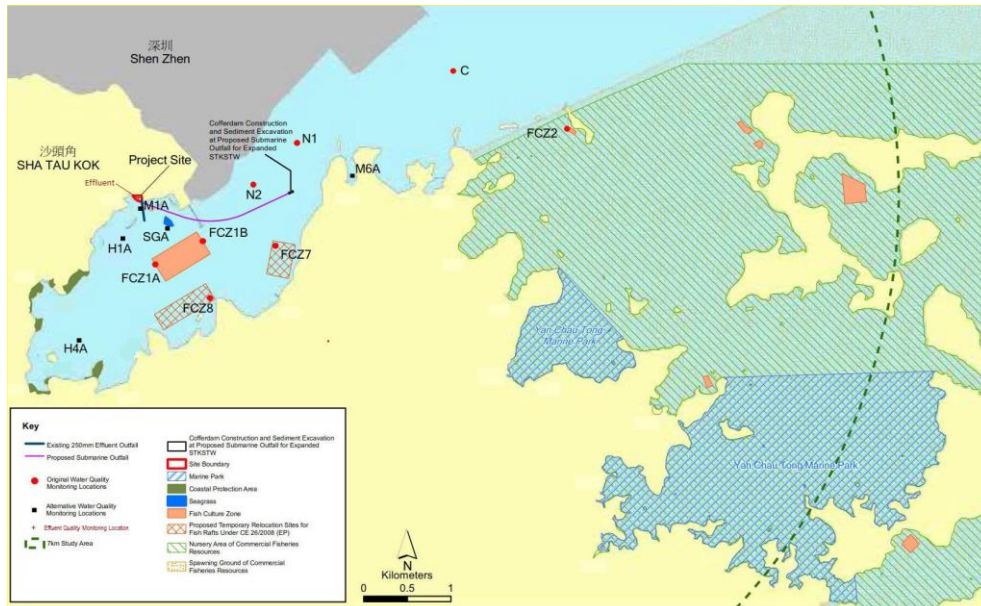 深圳
Shen Zhen
C
Cofferdam Construction
and Sediment Excavation
at Proposed Submarine
Outfall for Expanded
STKSTW
N1
FCZ2
沙頭角
SHA TAU KOK
Project Site
Effluent
M6A
N2
M1A
SGA
H1A
FCZ1B
FCZ7
FCZ1A
FCZ8
H4A
Yan Chau Tong
Marine Park
Yan Chau Tong Marine Park
Key
Existing 250mm Effluent Outfall
Proposed Submarine Outfall
Original Water Quality
Monitoring Locations
Alternative Water Quality
Monitoring Locations
Effluent Quality Monitoring Location
7km Study Area
Cofferdam Construction and Sediment Excavation
at Proposed Submarine Outfall for Expanded
STKSTW
Site Boundary
Marine Park
Coastal Protection Area
Seagrass
Fish Culture Zone
Proposed Temporary Relocation Sites for
Fish Rafts Under CE 26/2008 (EP)
Nursery Area of Commercial Fisheries
Resources
Spawning Ground of Commercial
Fisheries Resources
N
Kilometers
0 0.5 1